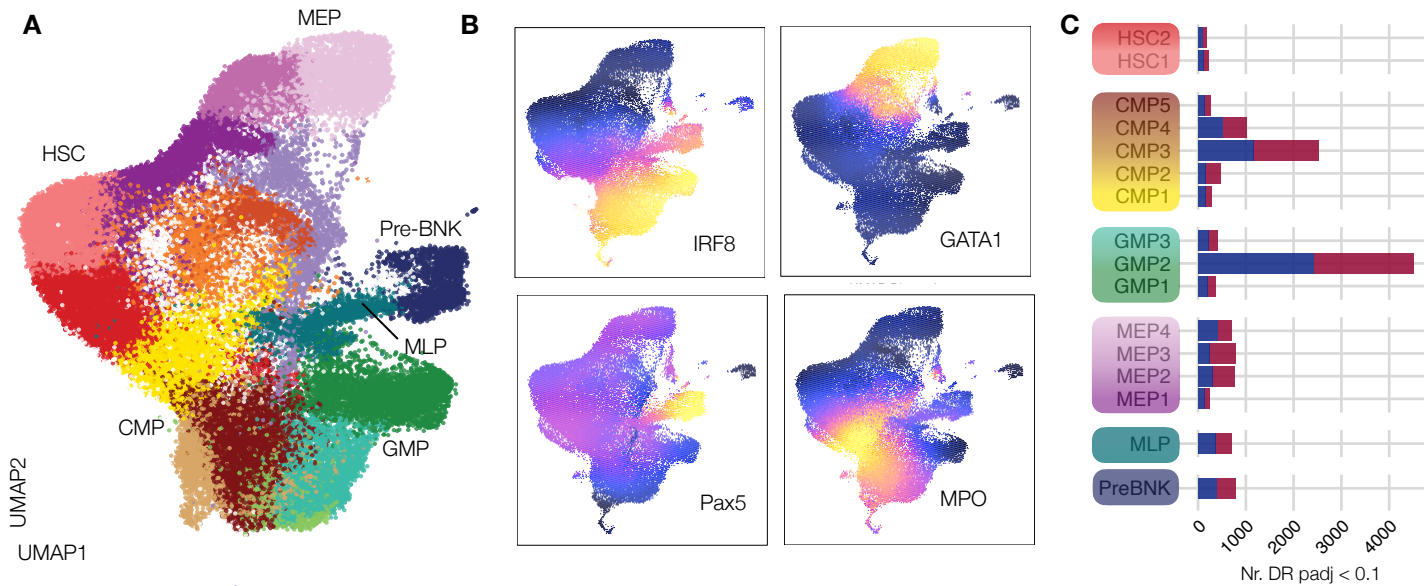 A
MEP
HSC
Pre-BNK
MLP
CMP
GMP
UMAP2
UMAP1
B
IRF8
GATA1
Pax5
MPO
C
HSC2
HSC1
CMP5
CMP4
CMP3
CMP2
CMP1
GMP3
GMP2
GMP1
MEP4
MEP3
MEP2
MEP1
MLP
PreBNK
0
1000
2000
3000
4000
Nr. DR padj < 0.1